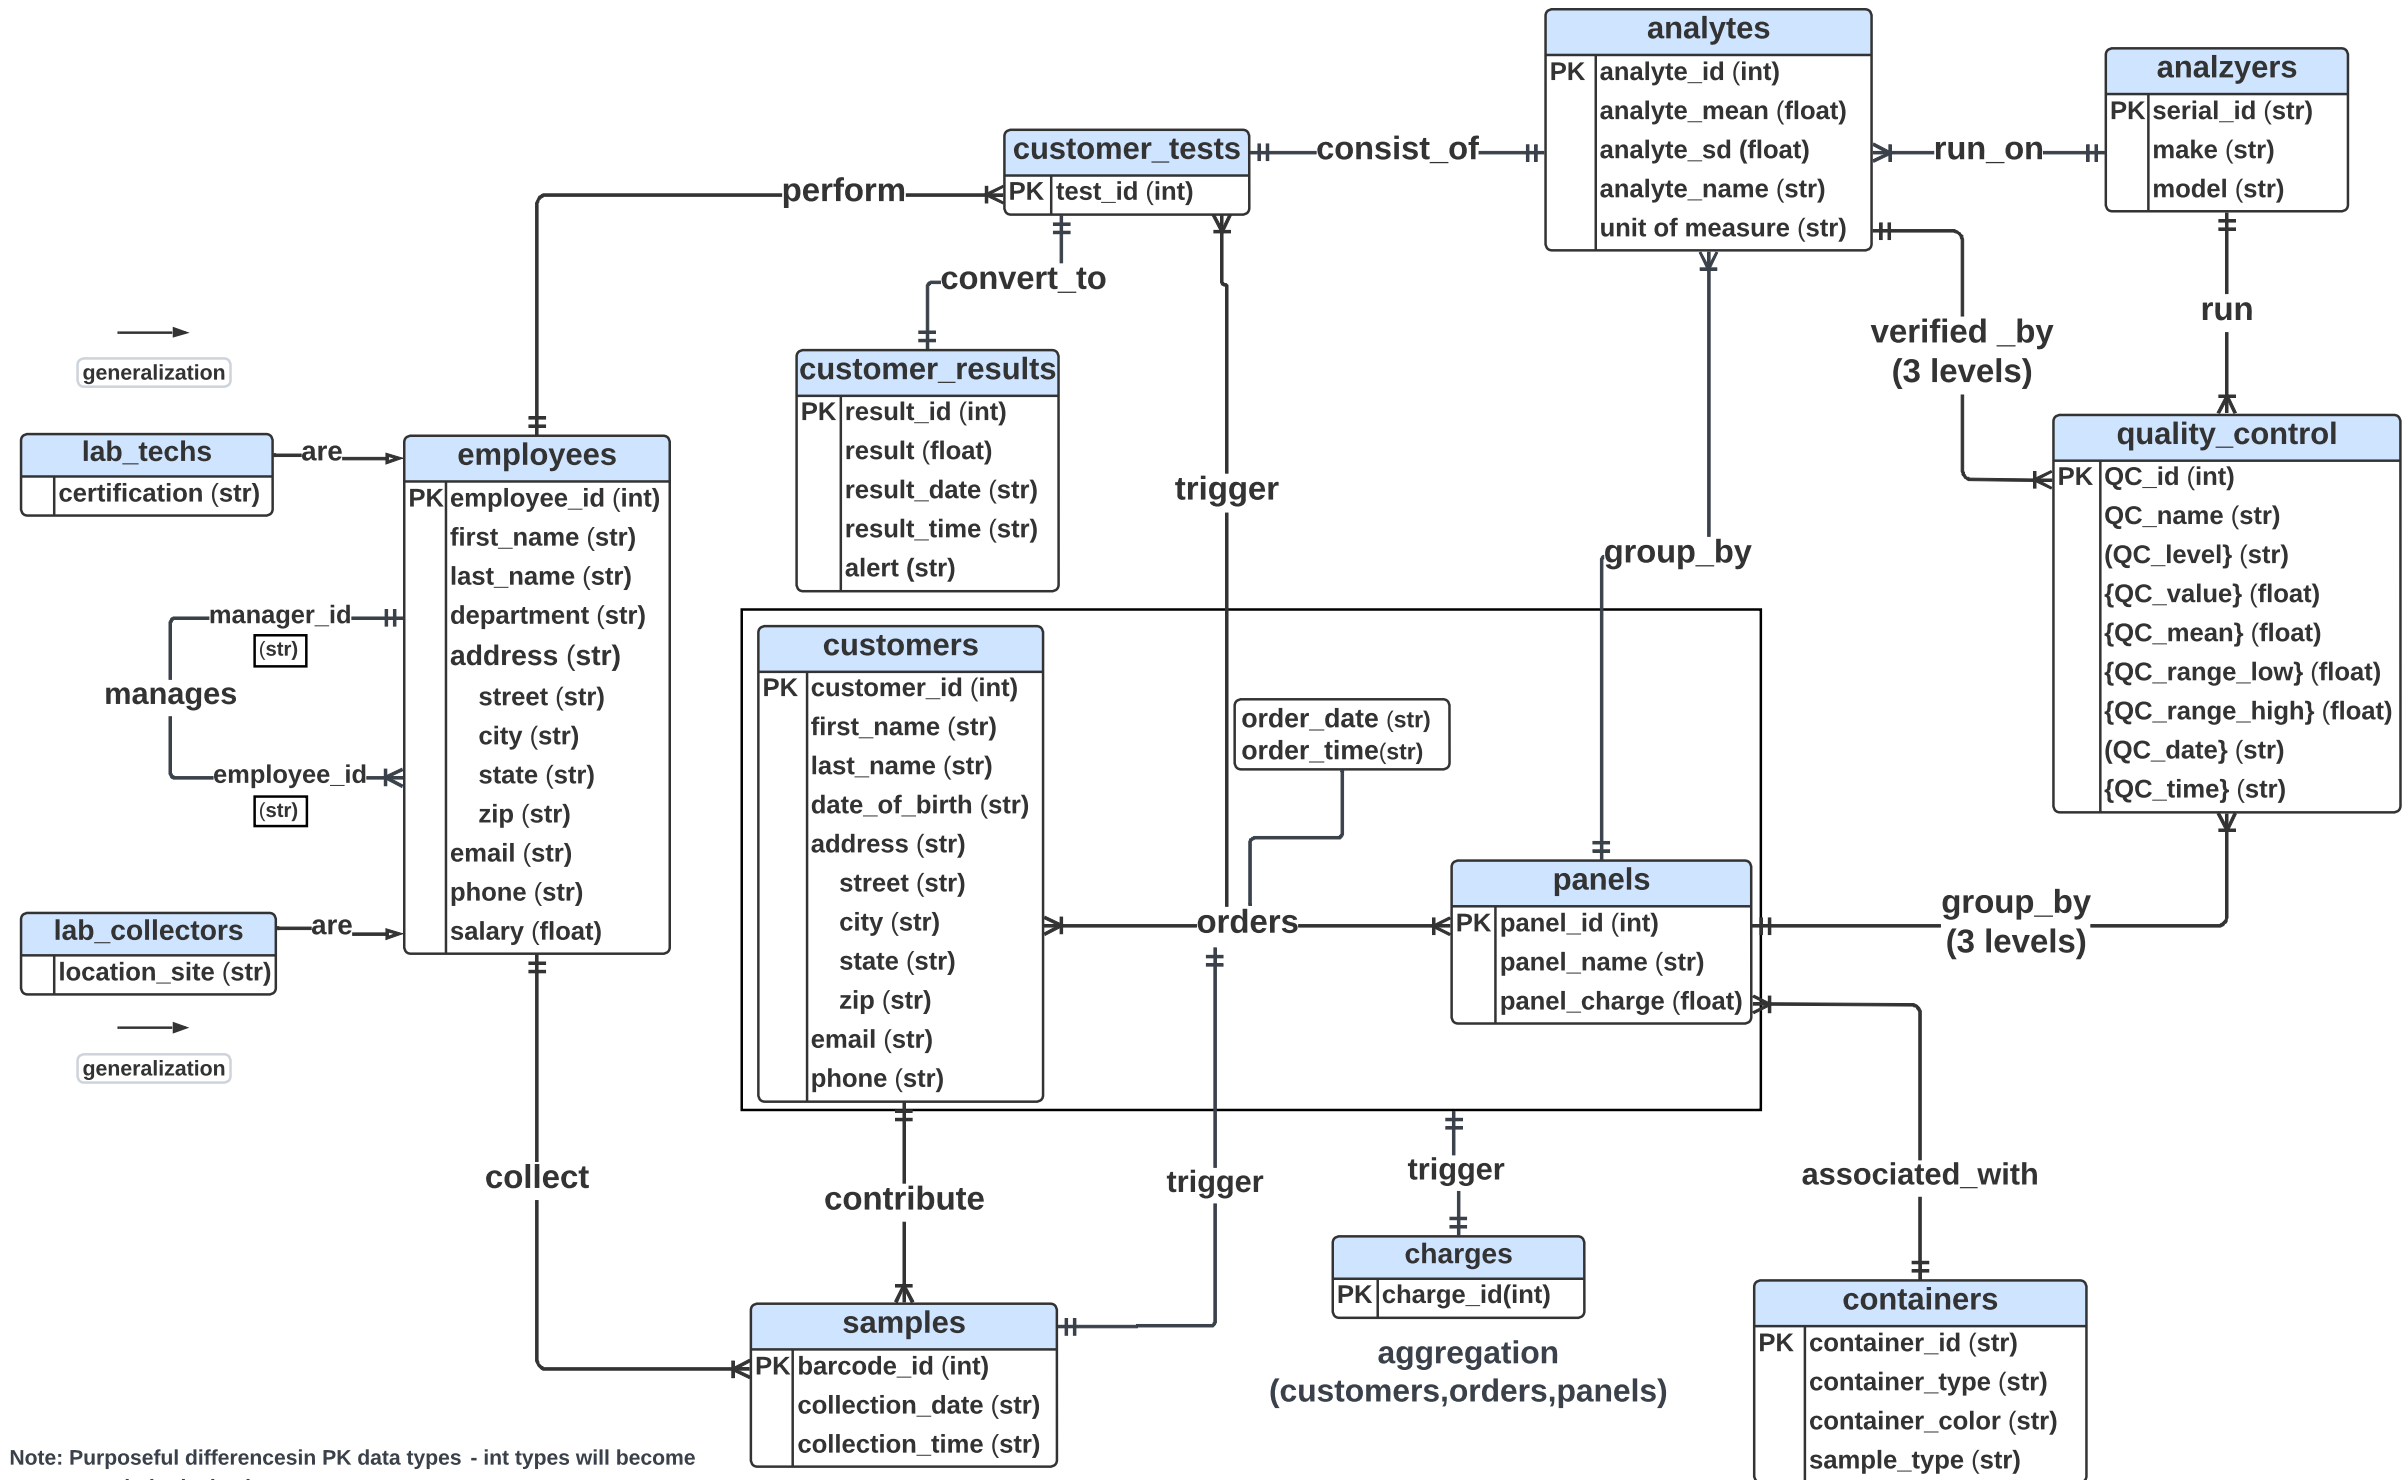 analytes
PK analyte_id (int)
analyte_mean (float)
analyte_sd (float)
analyte_name (str)
unit of measure (str)
analzyers
PK serial_id (str)
make (str)
model (str)
customer_tests
PK test_id (int)
consist_of
run_on
perform
convert_to
customer_results
PK result_id (int)
result (float)
result_date (str)
result_time (str)
alert (str)
verified _by
(3 levels)
run
generalization
lab_techs
certification (str)
are
employees
PK employee_id (int)
first_name (str)
last_name (str)
department (str)
address (str)
street (str)
city (str)
state (str)
zip (str)
email (str)
phone (str)
salary (float)
manager_id
(str)
manages
employee_id
(str)
lab_collectors
location_site (str)
are
generalization
trigger
group_by
quality_control
PK QC_id (int)
QC_name (str)
(QC_level} (str)
{QC_value} (float)
{QC_mean} (float)
{QC_range_low} (float)
{QC_range_high} (float)
(QC_date} (str)
{QC_time} (str)
customers
PK customer_id (int)
first_name (str)
last_name (str)
date_of_birth (str)
address (str)
street (str)
city (str)
state (str)
zip (str)
email (str)
phone (str)
order_date (str)
order_time(str)
orders
panels
PK panel_id (int)
panel_name (str)
panel_charge (float)
group_by
(3 levels)
collect
contribute
trigger
trigger
associated_with
charges
PK charge_id(int)
aggregation
(customers,orders,panels)
samples
PK barcode_id (int)
collection_date (str)
collection_time (str)
containers
PK container_id (str)
container_type (str)
container_color (str)
sample_type (str)
Note: Purposeful differencesin PK data types - int types will become